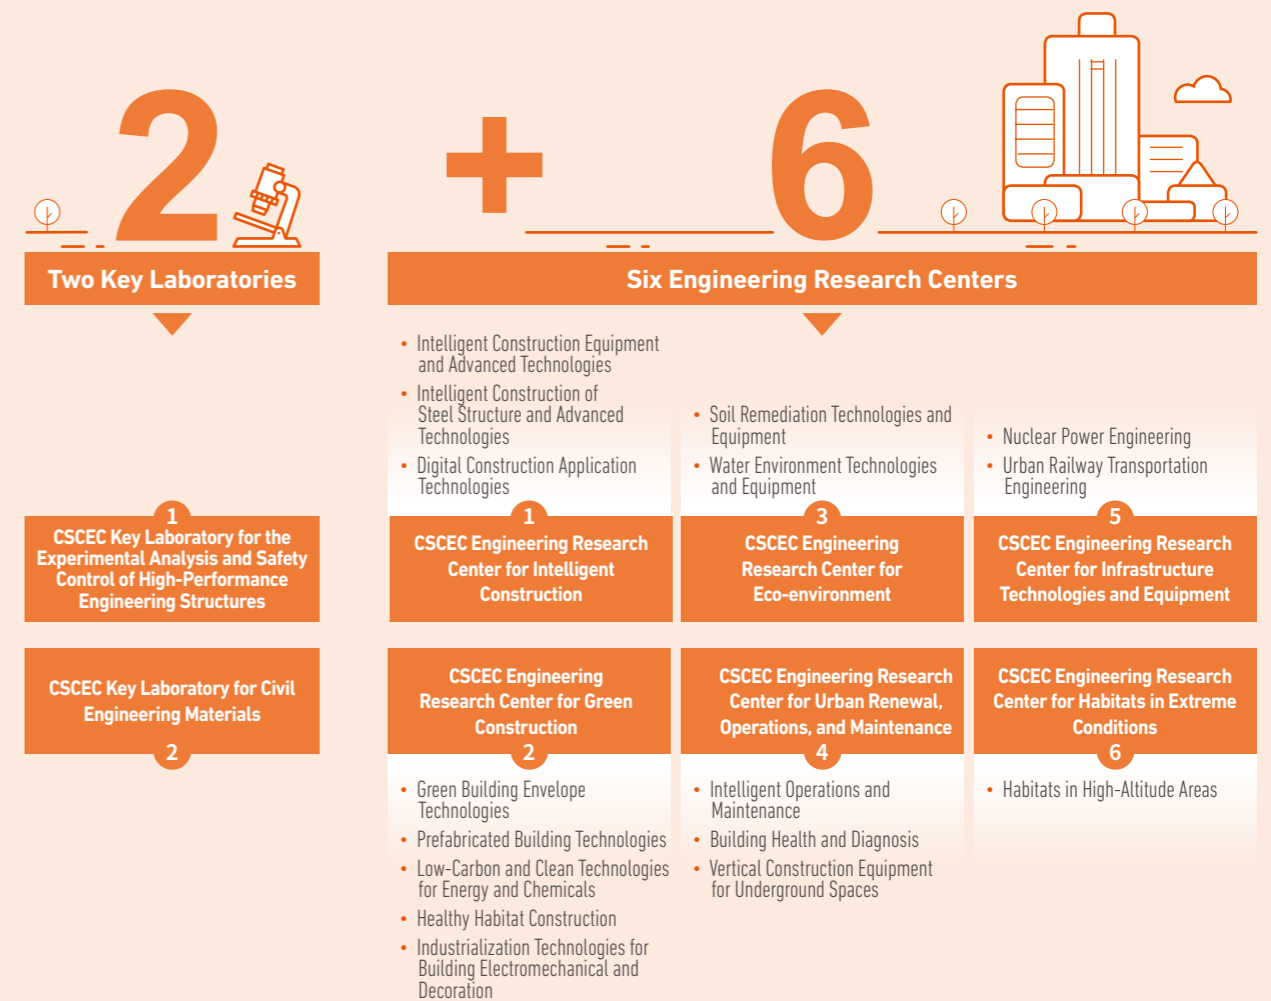 2
+
6
Two Key Laboratories
Six Engineering Research Centers
1
CSCEC Key Laboratory for the
Experimental Analysis and Safety
Control of High-Performance
Engineering Structures
CSCEC Key Laboratory for Civil
Engineering Materials
2
• Intelligent Construction Equipment
and Advanced Technologies
• Intelligent Construction of
Steel Structure and Advanced
Technologies
• Digital Construction Application
Technologies
1
CSCEC Engineering Research
Center for Intelligent
Construction
• Soil Remediation Technologies and
Equipment
• Water Environment Technologies
and Equipment
3
CSCEC Engineering
Research Center for
Eco-environment
• Nuclear Power Engineering
• Urban Railway Transportation
Engineering
5
CSCEC Engineering Research
Center for Infrastructure
Technologies and Equipment
CSCEC Engineering
Research Center for Green
Construction
2
• Green Building Envelope
Technologies
• Prefabricated Building Technologies
• Low-Carbon and Clean Technologies
for Energy and Chemicals
• Healthy Habitat Construction
• Industrialization Technologies for
Building Electromechanical and
Decoration
CSCEC Engineering Research
Center for Urban Renewal,
Operations, and Maintenance
4
• Intelligent Operations and
Maintenance
• Building Health and Diagnosis
• Vertical Construction Equipment
for Underground Spaces
CSCEC Engineering Research
Center for Habitats in Extreme
Conditions
6
• Habitats in High-Altitude Areas